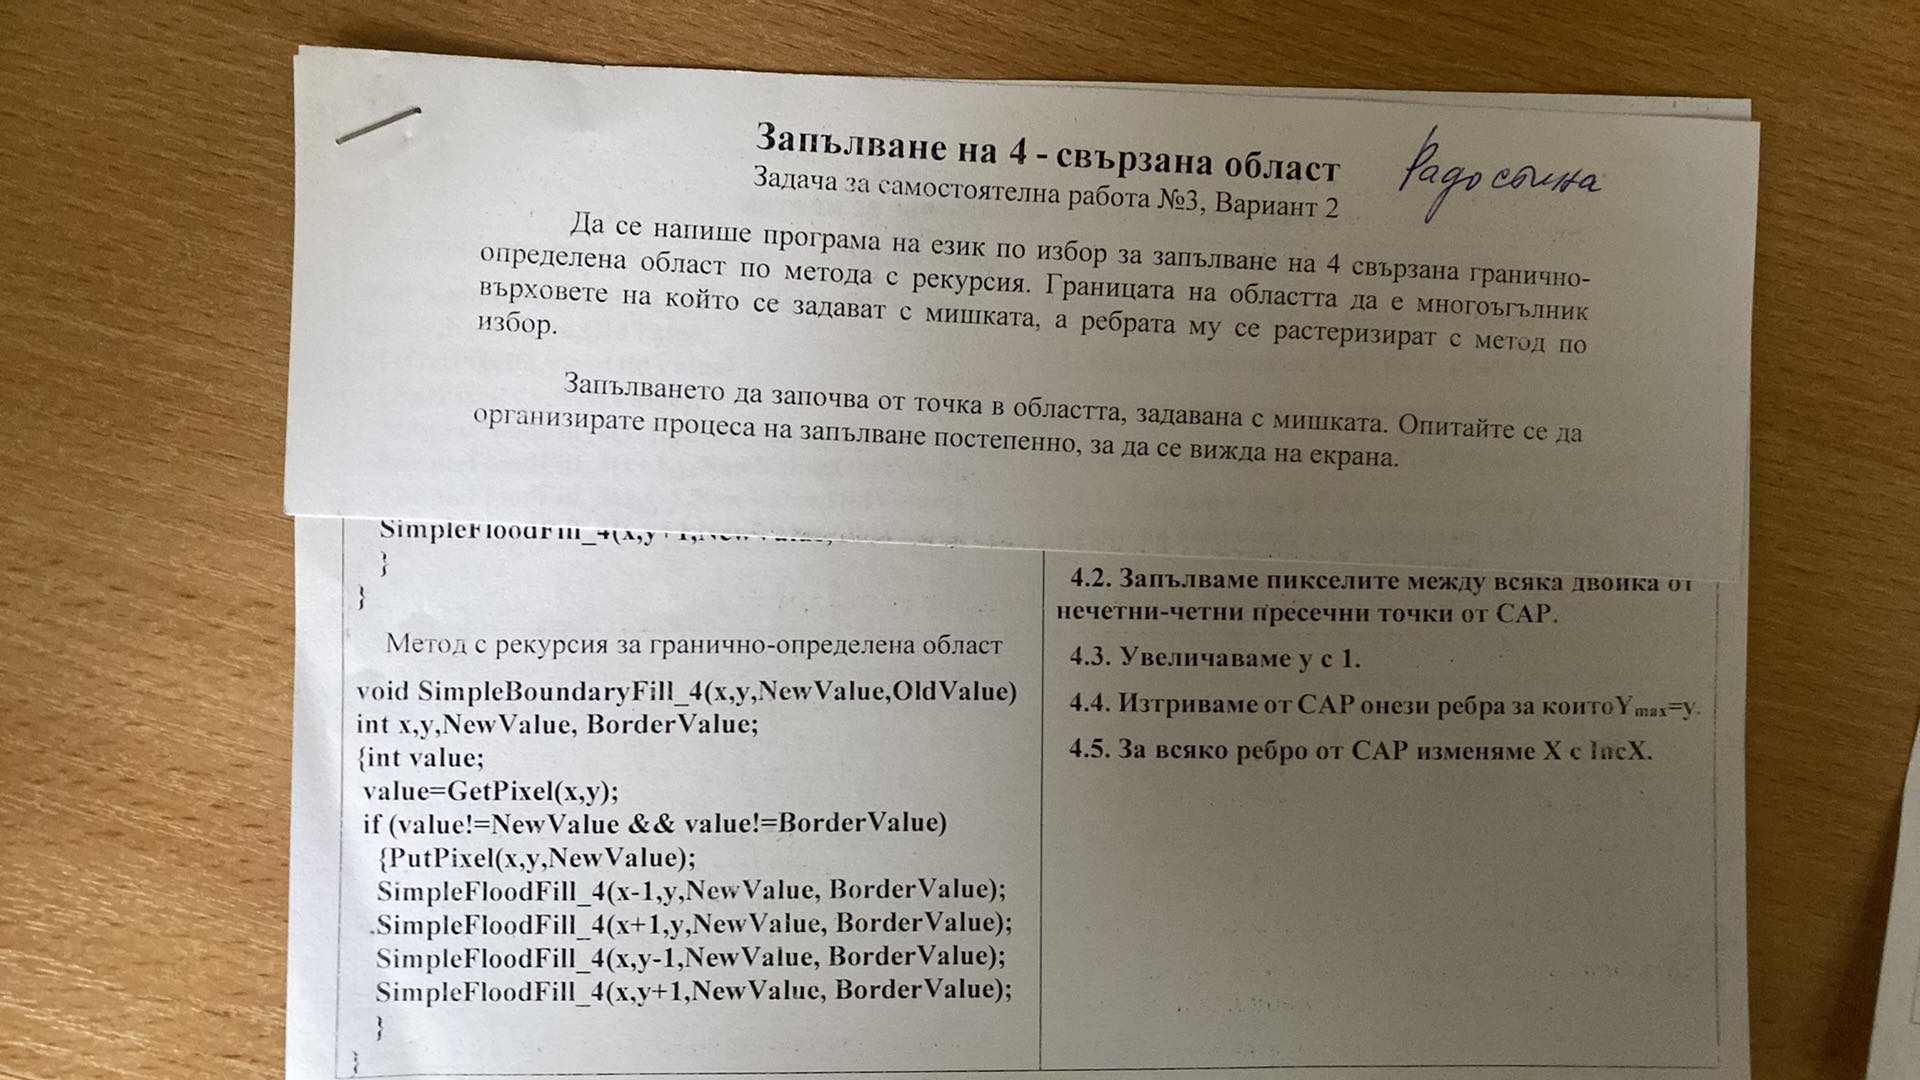 Запълване на 4 - свързана област
Радостина
Задача за самостоятелна работа №3, Вариант 2
Да се напише програма на език по избор за запълване на 4 свързана гранично-
определена област по метода с рекурсия. Границата на областта да е многоъгълник
върховете на който се задават с мишката, а ребрата му се растеризират с метод по
избор.
Запълването да започва от точка в областта, задавана с мишката. Опитайте се да
организирате процеса на запълване постепенно, за да се вижда на екрана.
SimpleFloodFill_4(x,y+1,NewValue,
}
}
Метод с рекурсия за гранично-определена област
void SimpleBoundaryFill_4(x,y,NewValue,OldValue)
int x,y,NewValue, BorderValue;
{int value;
value=GetPixel(x,y);
if (value!=NewValue && value!=BorderValue)
{PutPixel(x,y,NewValue);
SimpleFloodFill_4(x-1,y,NewValue, BorderValue);
SimpleFloodFill_4(x+1,y,NewValue, BorderValue);
SimpleFloodFill_4(x,y-1,NewValue, BorderValue);
SimpleFloodFill_4(x,y+1,NewValue, BorderValue);
}
}
4.2. Запълваме пикселите между всяка двойка от
нечетни-четни пресечни точки от САР.
4.3. Увеличаваме y с 1.
4.4. Изтриваме от САР онези ребра за които Ymax=y.
4.5. За всяко ребро от САР изменяме X с IncX.